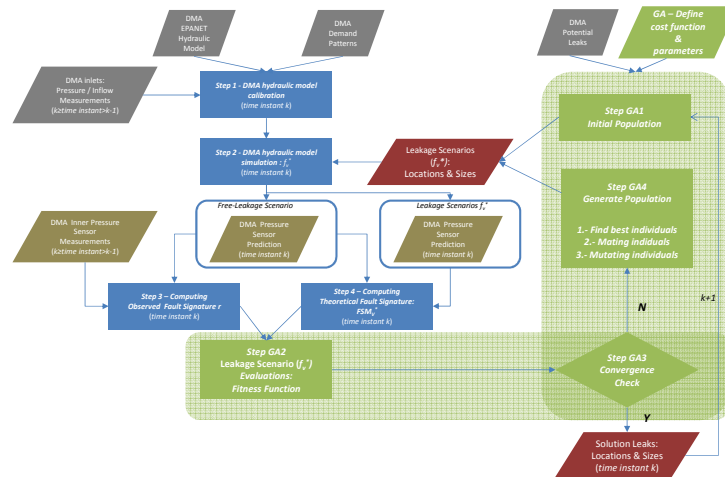 DMA
EPANET
Hydraulic
Model
DMA
Demand
Patterns
DMA
Potential
Leaks
GA – Define
cost function
&
parameters
DMA inlets:
Pressure / Inflow
Measurements
(k≥time instant>k-1)
Step 1 - DMA hydraulic model
calibration
(time instant k)
Step GA1
Initial Population
Step 2 - DMA hydraulic model
simulation : fᵥ*
(time instant k)
Leakage Scenarios
(fᵥ*):
Locations & Sizes
Step GA4
Generate Population
1.- Find best individuals
2.- Mating indiduals
3.- Mutating individuals
Free-Leakage Scenario
DMA Pressure
Sensor
Prediction
(time instant k)
Leakage Scenarios fᵥ*
DMA Pressure
Sensor
Prediction
(time instant k)
DMA Inner Pressure
Sensor
Measurements
(k≥time instant>k-1)
Step 3 – Computing
Observed Fault Signature r
(time instant k)
Step 4 – Computing
Theoretical Fault Signature:
FSMᵥ*
(time instant k)
N
k+1
Step GA2
Leakage Scenario (fᵥ*)
Evaluations:
Fitness Function
Step GA3
Convergence
Check
Y
Solution Leaks:
Locations & Sizes
(time instant k)